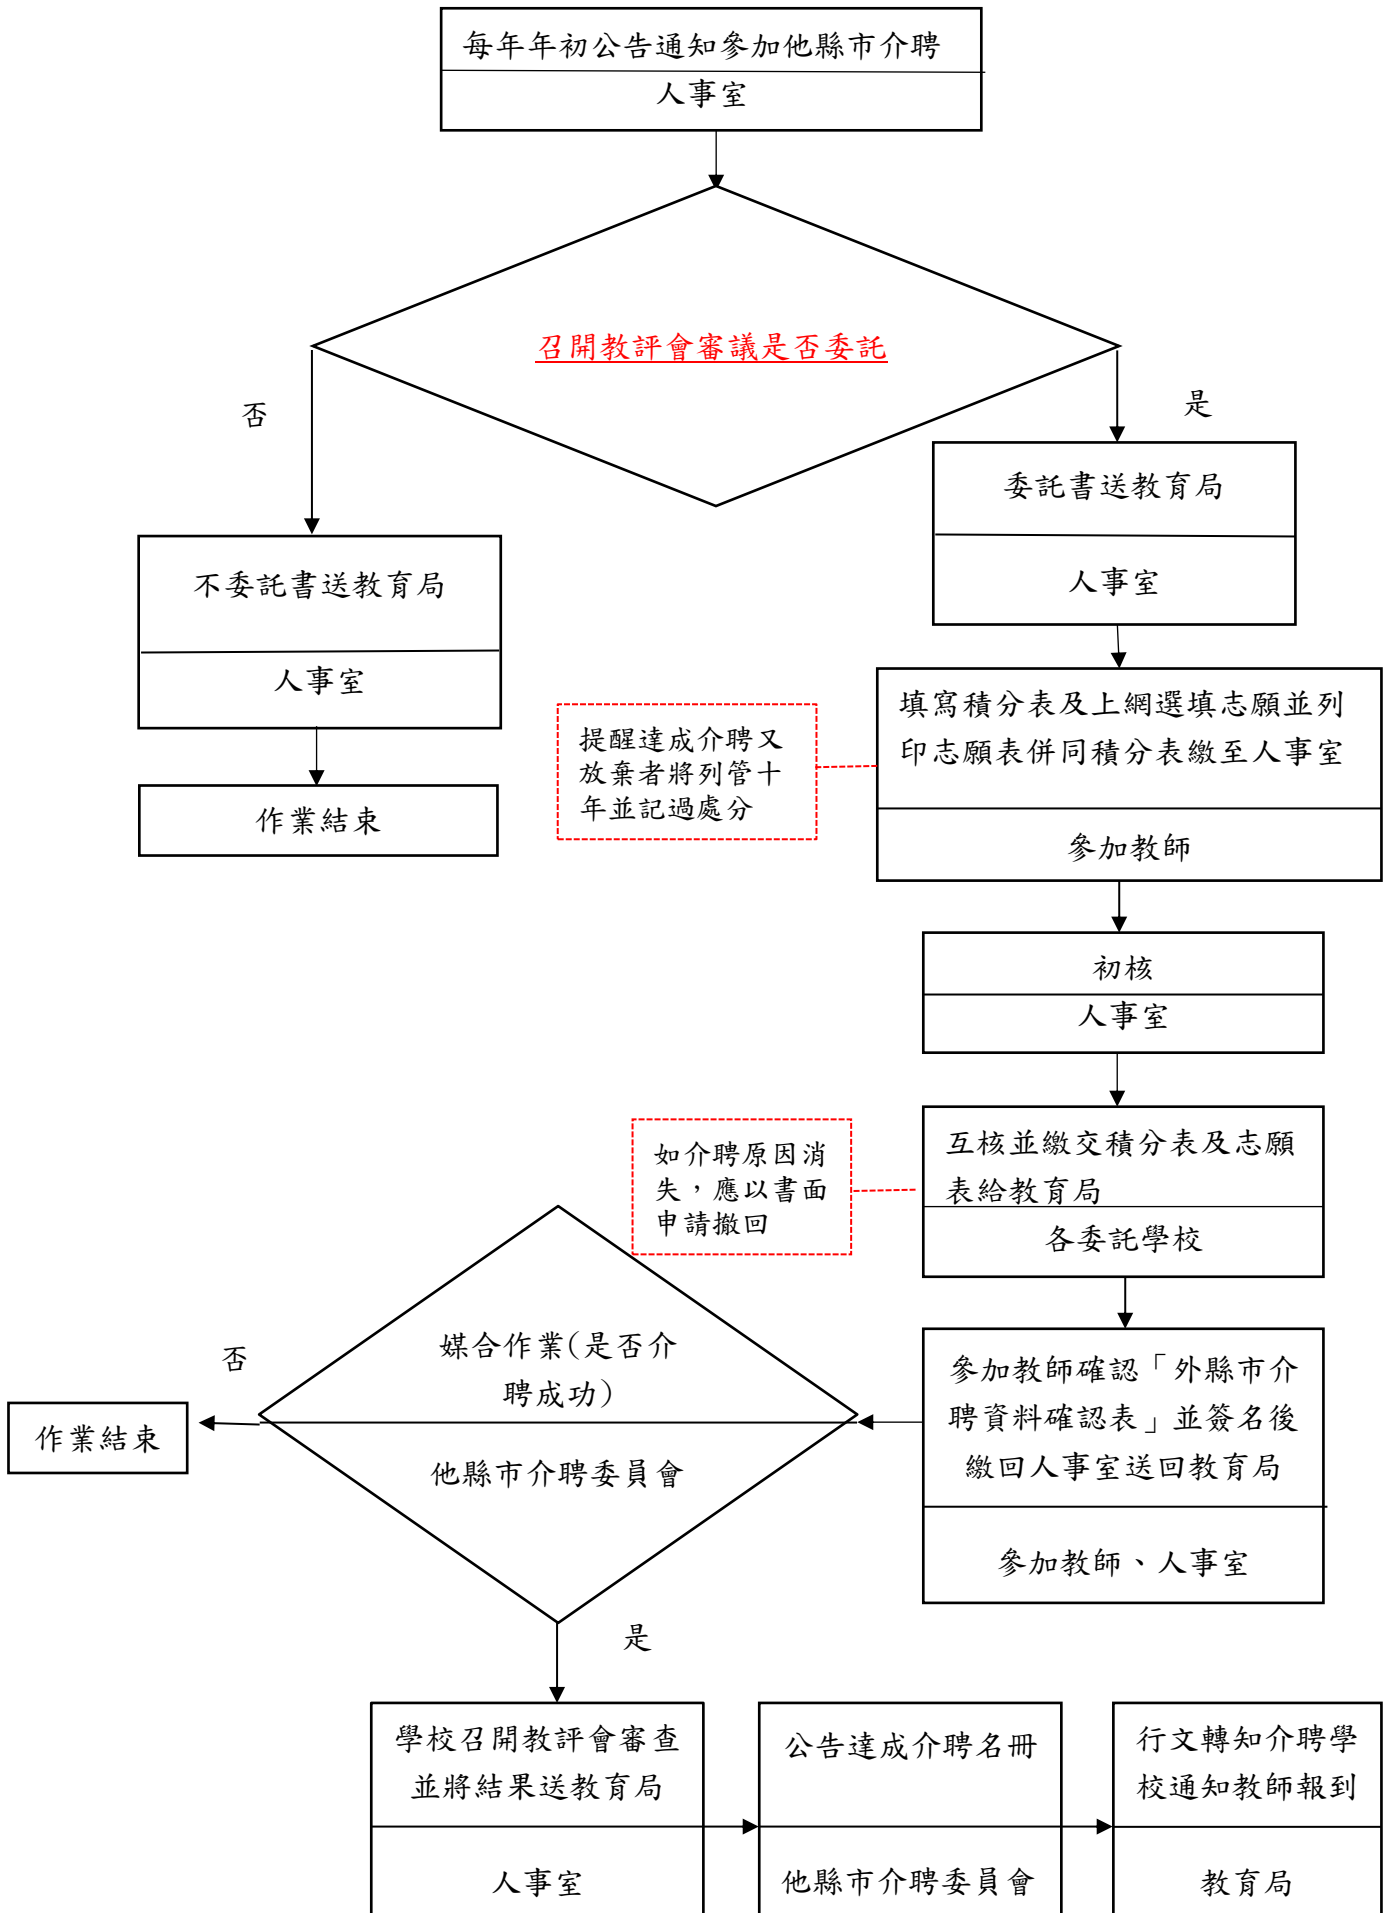 每年年初公告通知參加他縣市介聘
人事室
召開教評會審議是否委託
否
是
委託書送教育局
人事室
不委託書送教育局
人事室
作業結束
填寫積分表及上網選填志願並列
印志願表併同積分表繳至人事室
參加教師
提醒達成介聘又
放棄者將列管十
年並記過處分
初核
人事室
互核並繳交積分表及志願
表給教育局
各委託學校
如介聘原因消
失，應以書面
申請撤回
參加教師確認「外縣市介
聘資料確認表」並簽名後
繳回人事室送回教育局
參加教師、人事室
媒合作業(是否介
聘成功)
他縣市介聘委員會
否
作業結束
是
學校召開教評會審查
並將結果送教育局
人事室
公告達成介聘名冊
他縣市介聘委員會
行文轉知介聘學
校通知教師報到
教育局